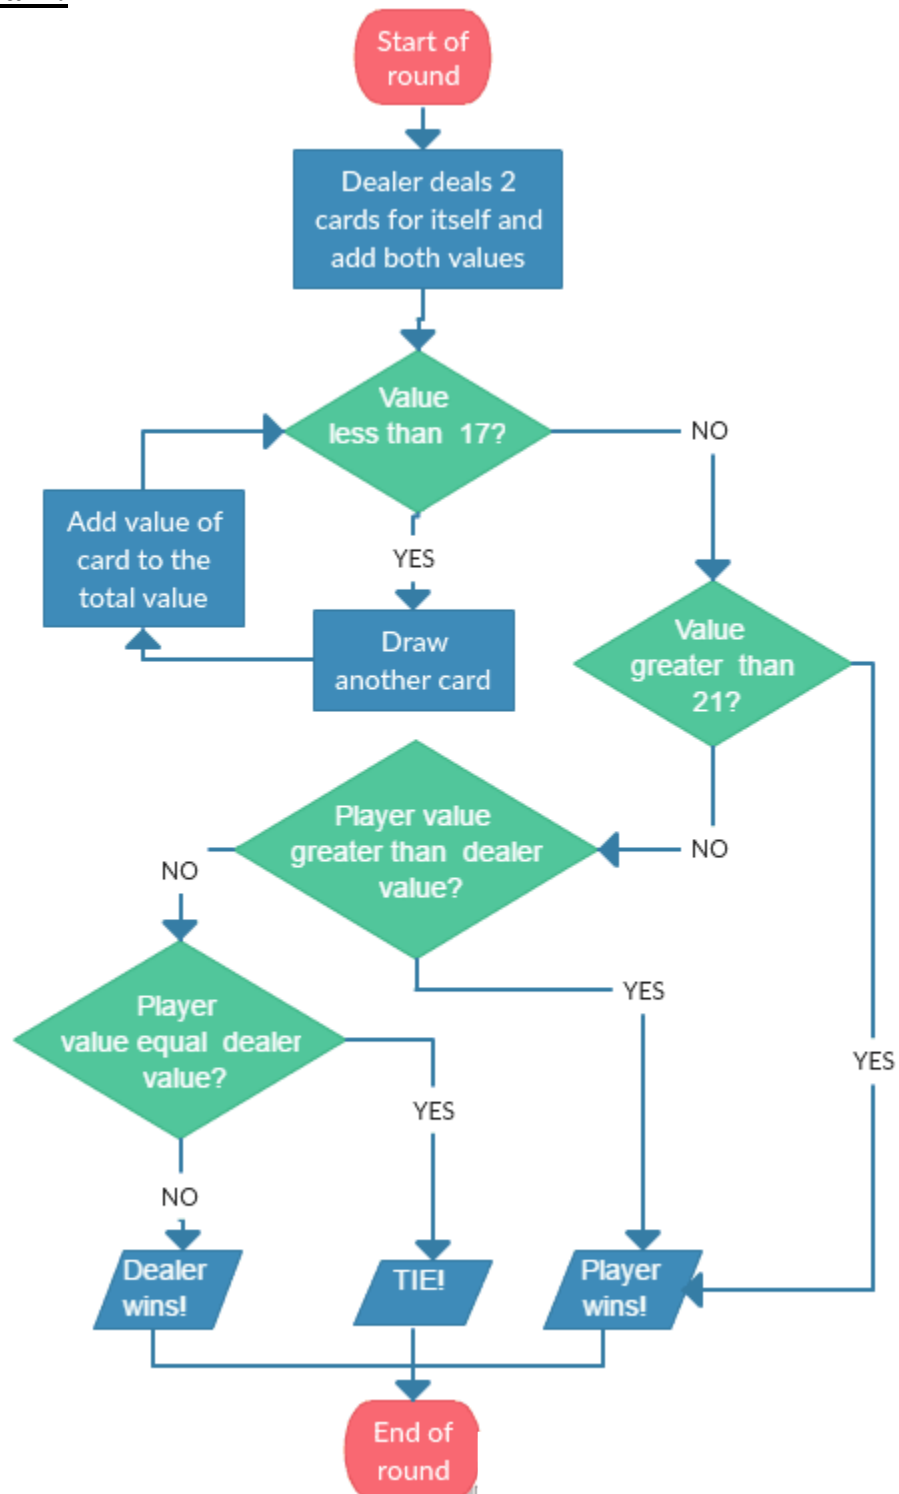 Start of
round
Dealer deals 2
cards for itself and
add both values
Value
less than 17?
NO
YES
Add value of
card to the
total value
Draw
another card
Value
greater than
21?
Player value
greater than dealer
value?
NO
NO
YES
YES
Player
value equal dealer
value?
YES
NO
Dealer
wins!
TIE!
Player
wins!
End of
round